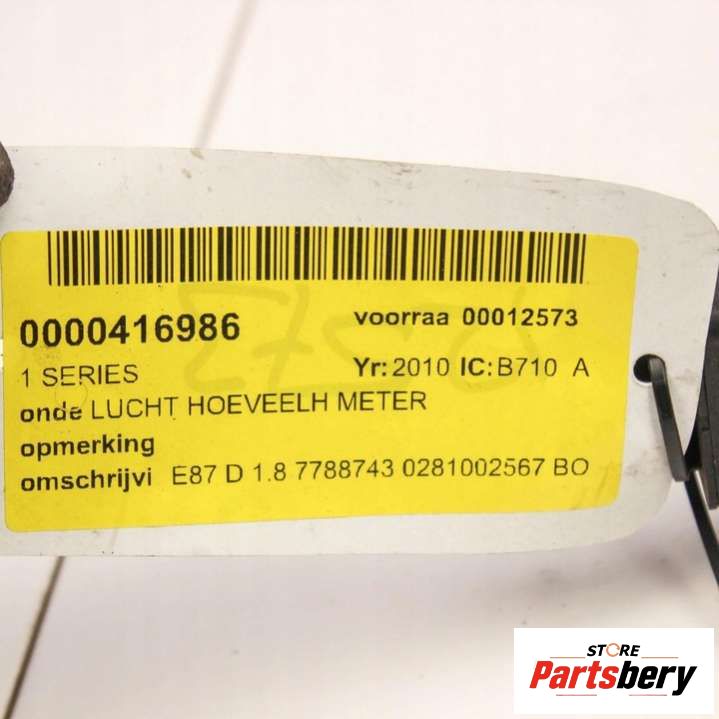 0000416986 voorraa 00012573
1 SERIES Yr: 2010 IC: B710 A
onde LUCHT HOEVEELH METER
opmerking
omschrijvi E87 D 1.8 7788743 0281002567 BO
STORE
Partsbery